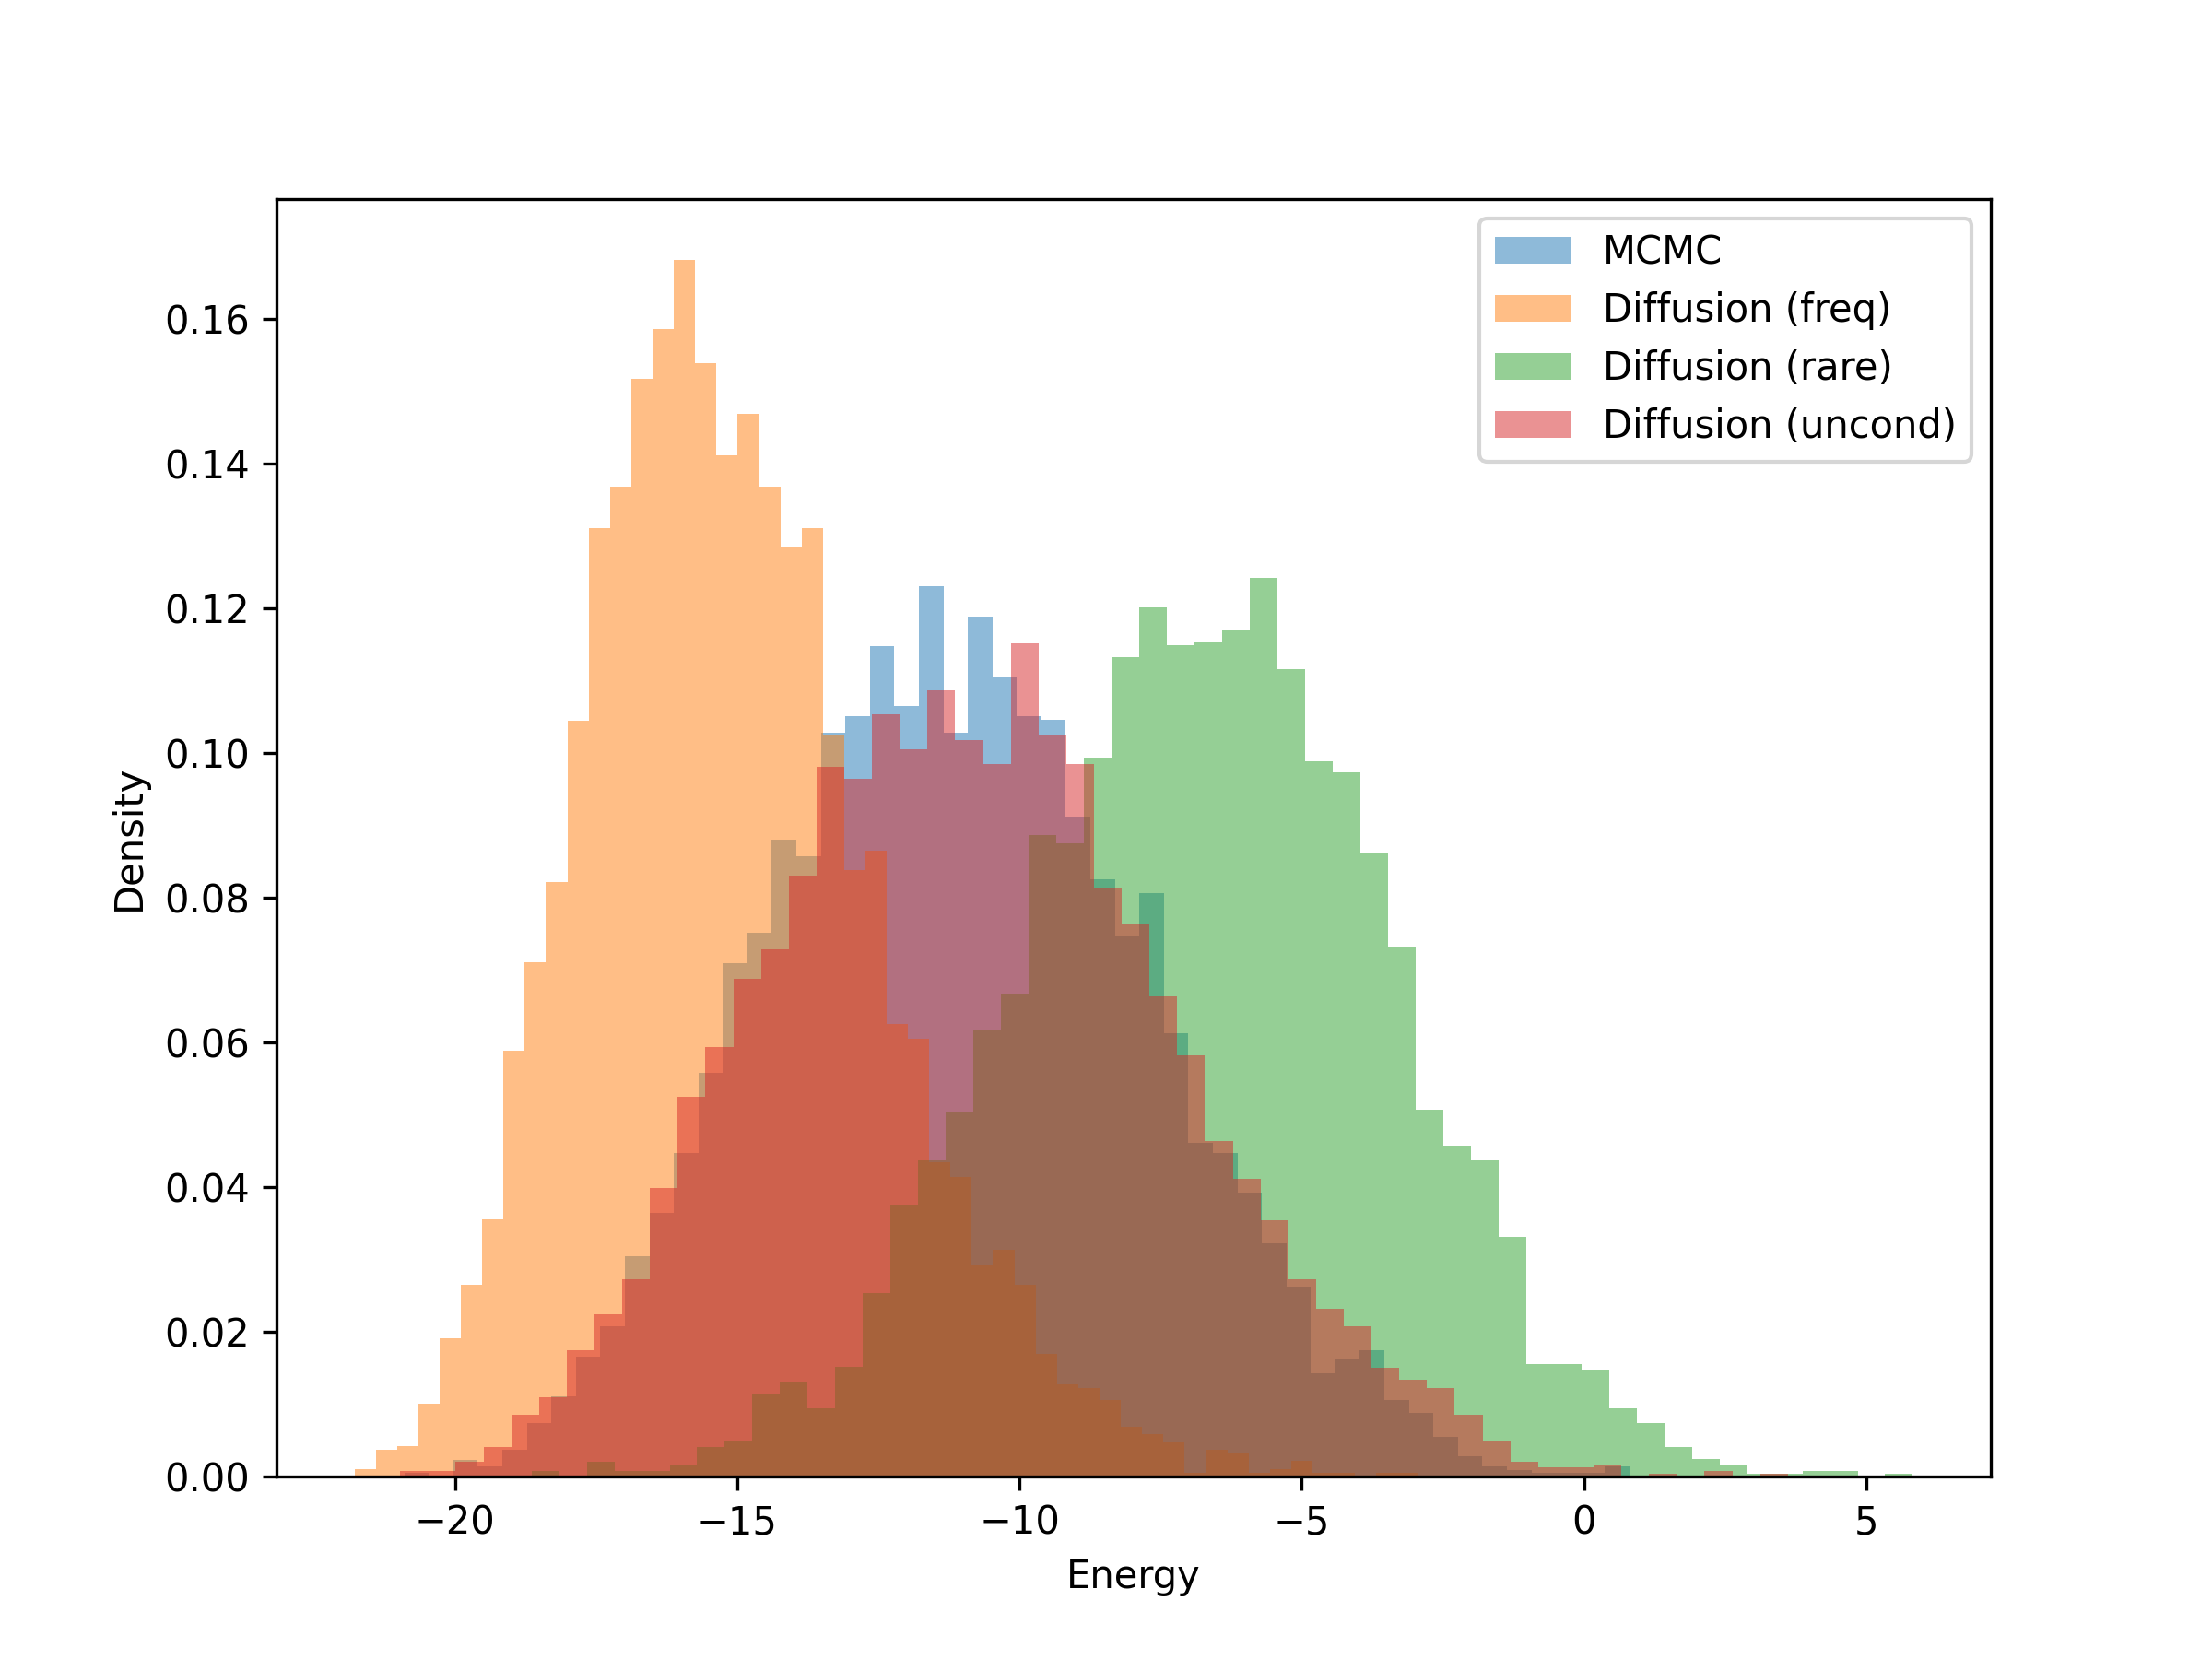 MCMC
Diffusion (freq)
Diffusion (rare)
Diffusion (uncond)
0.16
0.14
0.12
0.10
0.08
0.06
0.04
0.02
0.00
Density
−20 −15 −10 −5 0 5
Energy